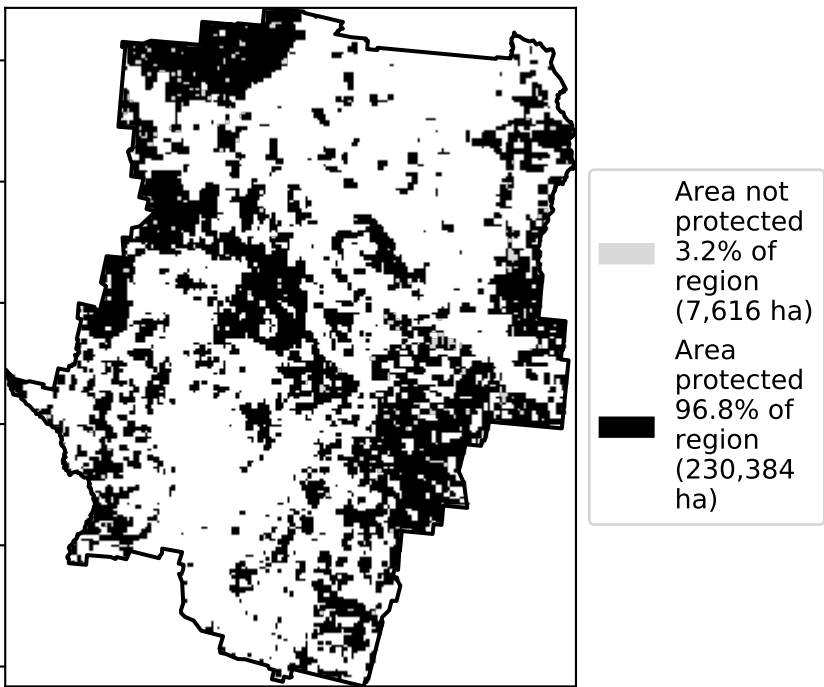 Area not
protected
3.2% of
region
(7,616 ha)
Area
protected
96.8% of
region
(230,384
ha)